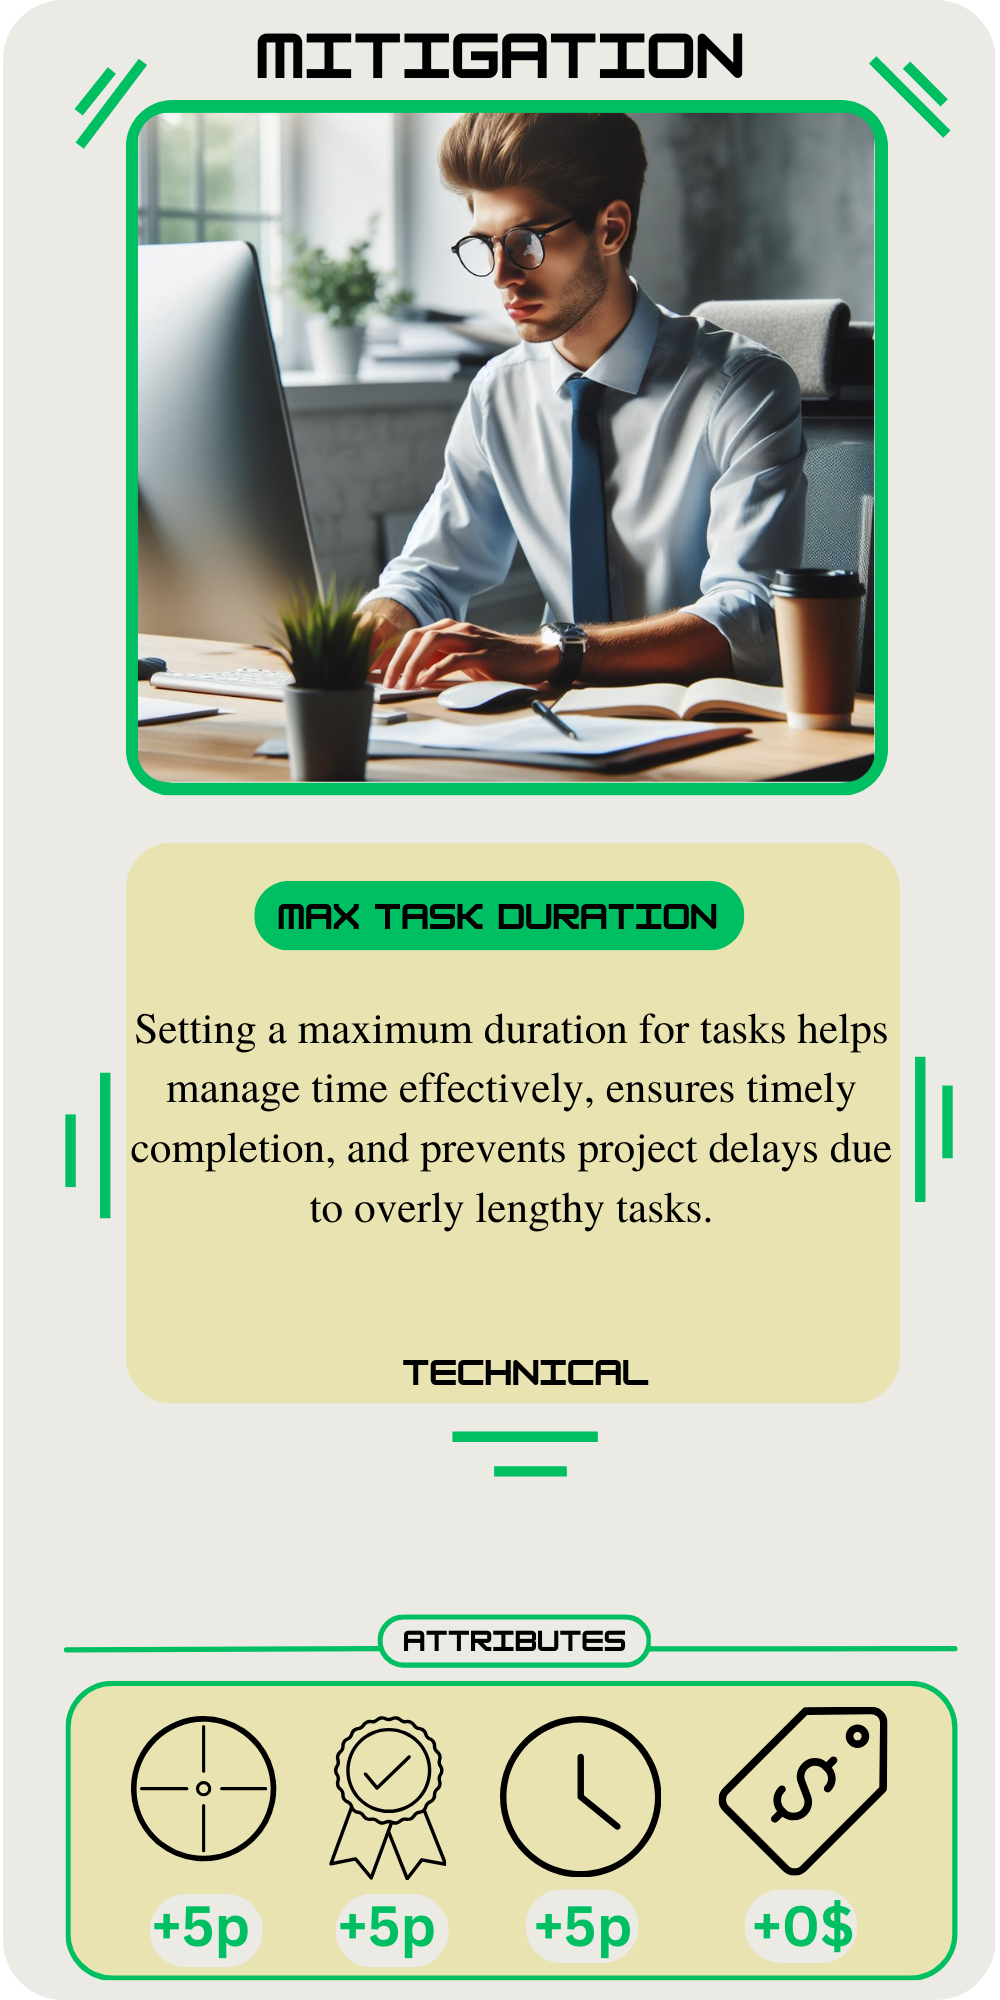 MITIGATION
MAX TASK DURATION
Setting a maximum duration for tasks helps
manage time effectively, ensures timely
completion, and prevents project delays due
to overly lengthy tasks.
TECHNICAL
ATTRIBUTES
+5p +5p +5p +0$